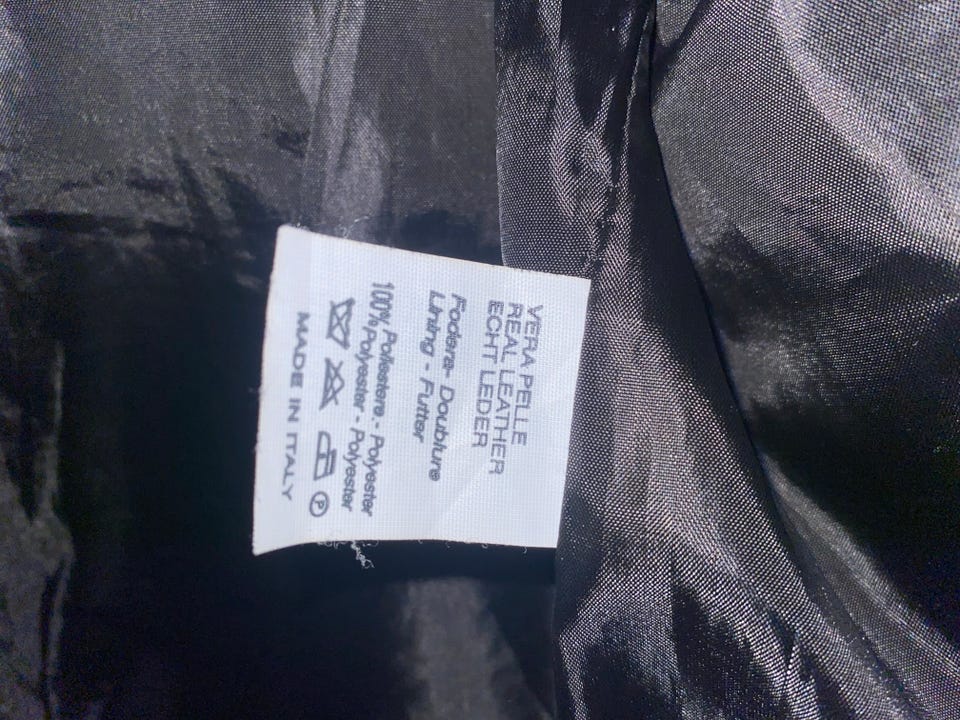 VERA PELLE
REAL LEATHER
ECHT LEDER
Fodera- Doublure
Lining - Futter
100% Poliestere.- Polyester
Polyester - Polyester
P
MADE IN ITALY